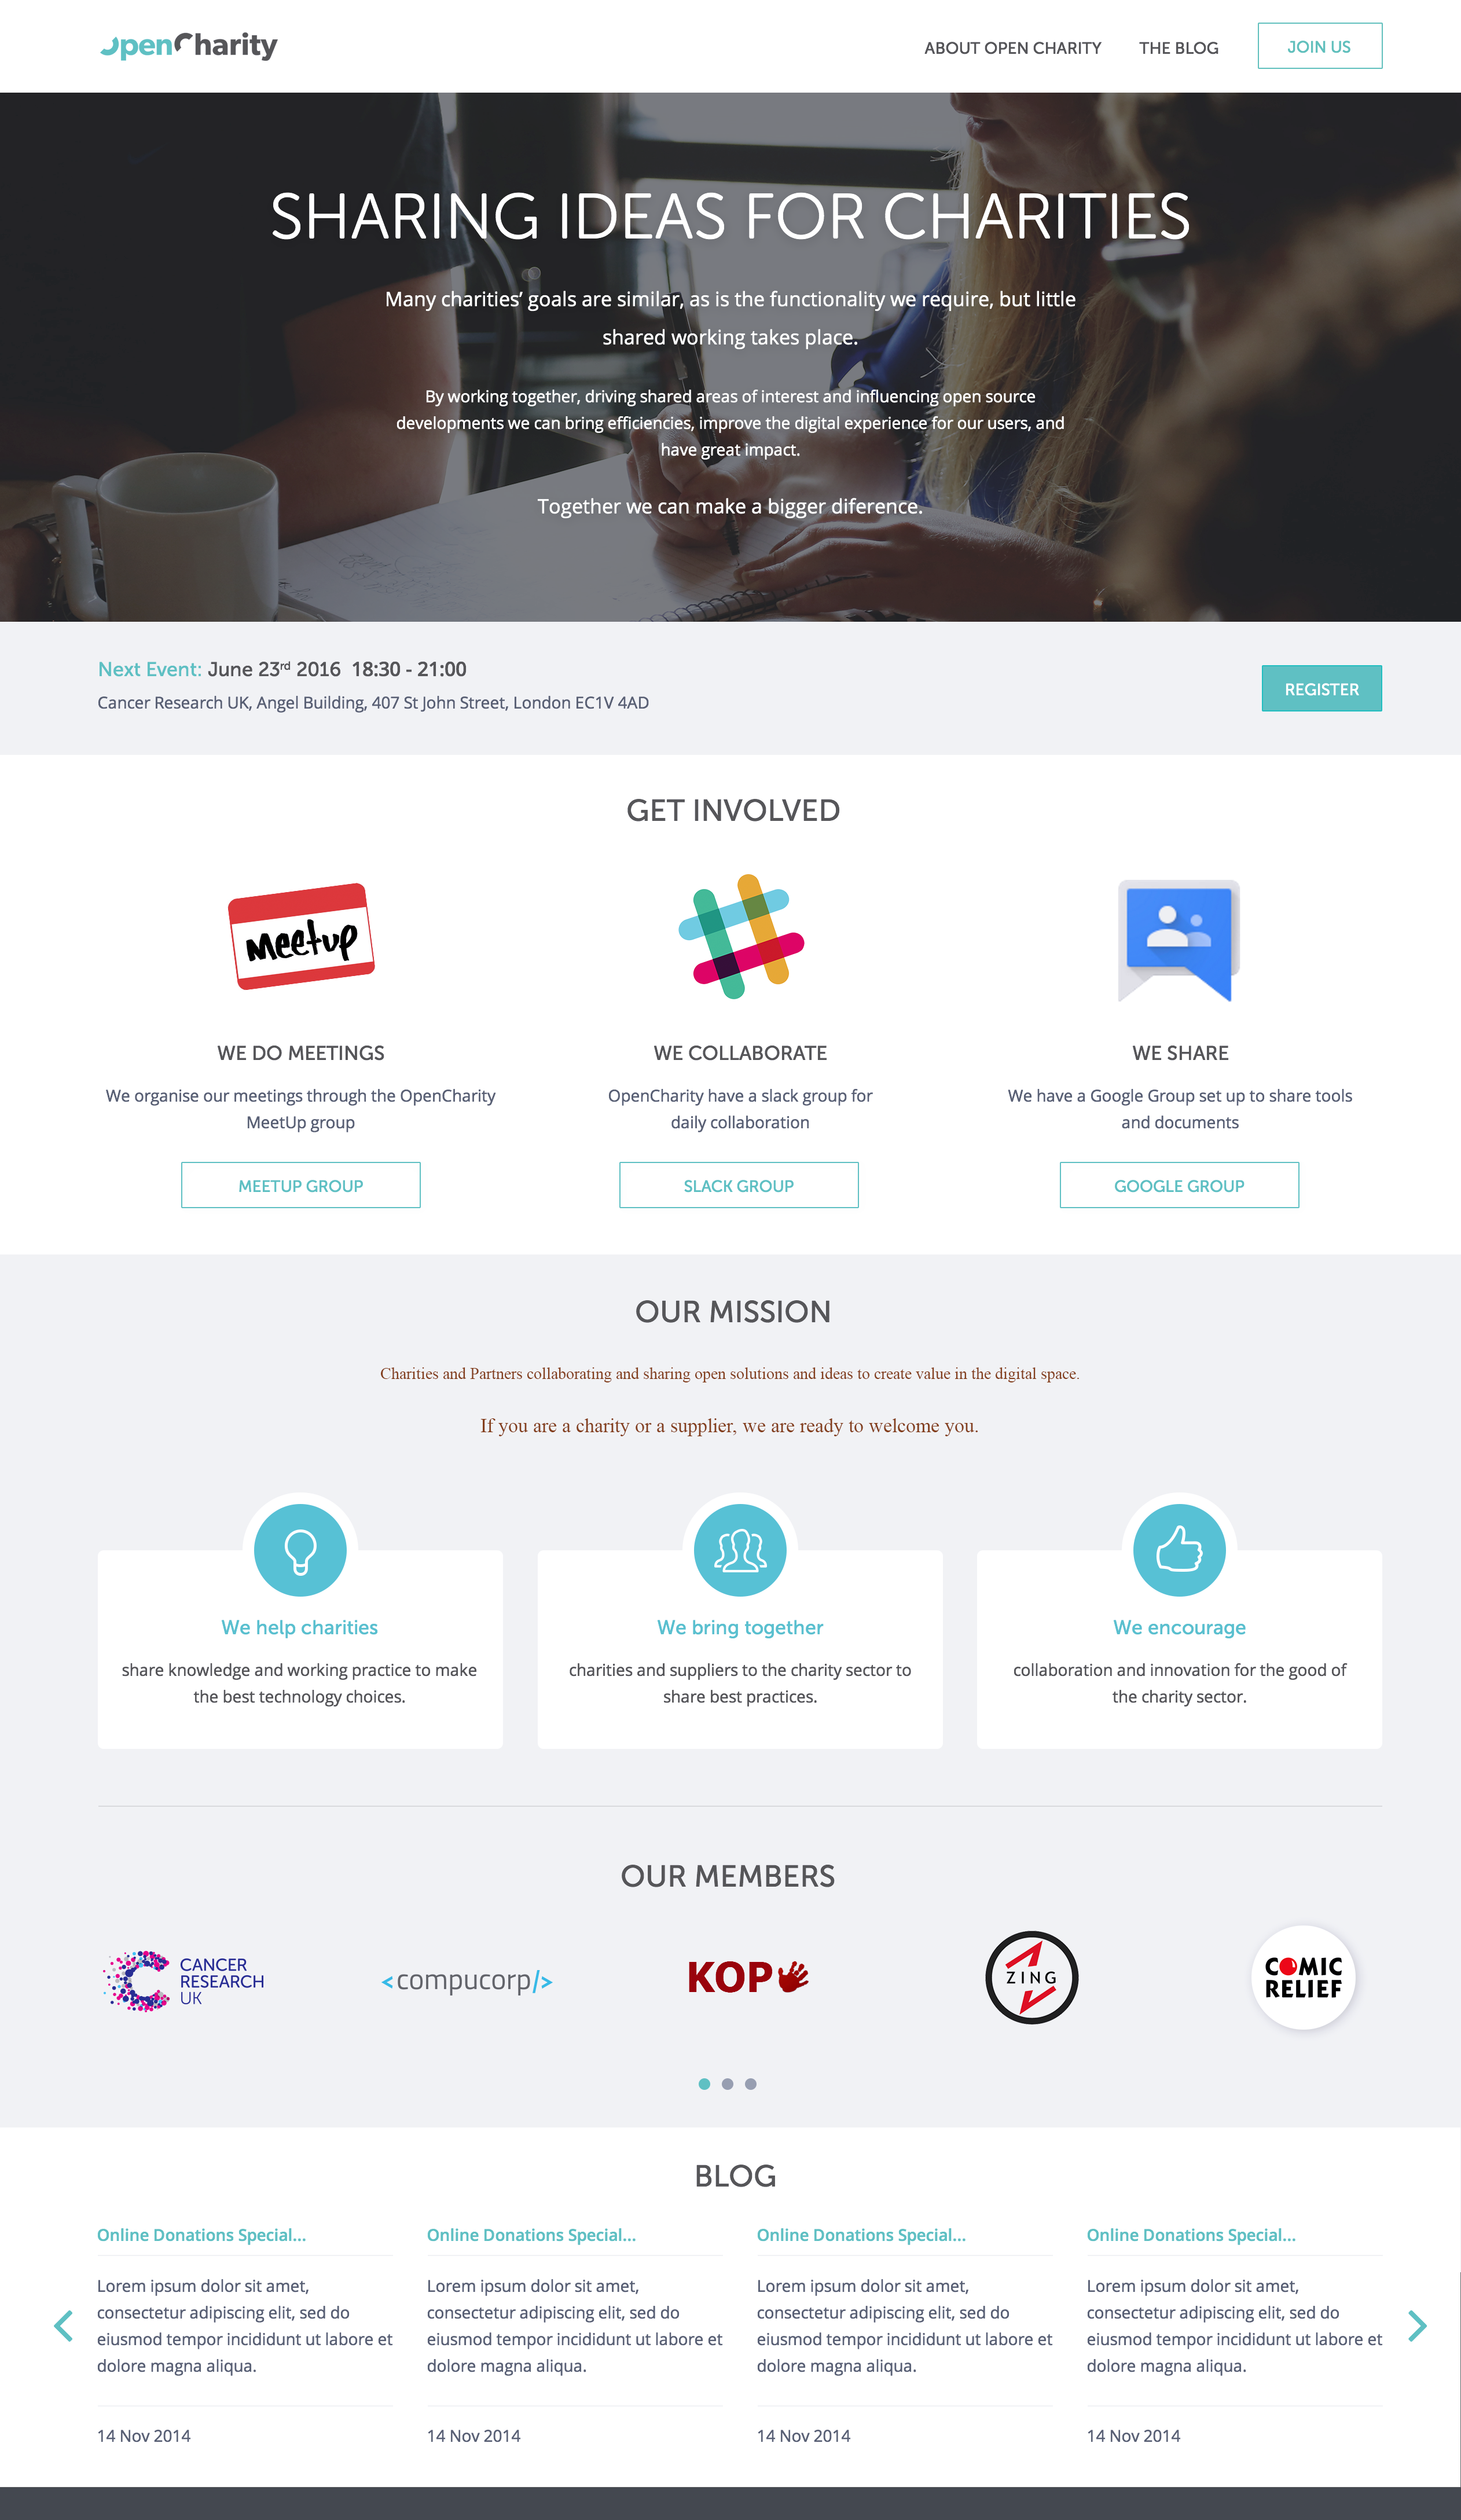 OpenCharity
ABOUT OPEN CHARITY
THE BLOG
JOIN US
SHARING IDEAS FOR CHARITIES
Many charities’ goals are similar, as is the functionality we require, but little
shared working takes place.
By working together, driving shared areas of interest and influencing open source
developments we can bring efficiencies, improve the digital experience for our users, and
have great impact.
Together we can make a bigger diference.
Next Event: June 23rd 2016 18:30 - 21:00
Cancer Research UK, Angel Building, 407 St John Street, London EC1V 4AD
REGISTER
GET INVOLVED
Meetup
WE DO MEETINGS
We organise our meetings through the OpenCharity
MeetUp group
MEETUP GROUP
WE COLLABORATE
OpenCharity have a slack group for
daily collaboration
SLACK GROUP
WE SHARE
We have a Google Group set up to share tools
and documents
GOOGLE GROUP
OUR MISSION
Charities and Partners collaborating and sharing open solutions and ideas to create value in the digital space.
If you are a charity or a supplier, we are ready to welcome you.
We help charities
share knowledge and working practice to make
the best technology choices.
We bring together
charities and suppliers to the charity sector to
share best practices.
We encourage
collaboration and innovation for the good of
the charity sector.
OUR MEMBERS
CANCER
RESEARCH
UK
<compucorp/>
KOP
ZING
COMIC
RELIEF
BLOG
Online Donations Special...
Lorem ipsum dolor sit amet,
consectetur adipiscing elit, sed do
eiusmod tempor incididunt ut labore et
dolore magna aliqua.
14 Nov 2014
Online Donations Special...
Lorem ipsum dolor sit amet,
consectetur adipiscing elit, sed do
eiusmod tempor incididunt ut labore et
dolore magna aliqua.
14 Nov 2014
Online Donations Special...
Lorem ipsum dolor sit amet,
consectetur adipiscing elit, sed do
eiusmod tempor incididunt ut labore et
dolore magna aliqua.
14 Nov 2014
Online Donations Special...
Lorem ipsum dolor sit amet,
consectetur adipiscing elit, sed do
eiusmod tempor incididunt ut labore et
dolore magna aliqua.
14 Nov 2014